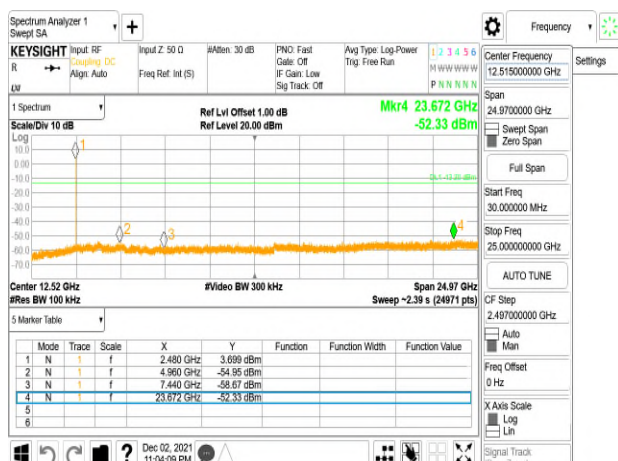 Spectrum Analyzer 1
Swept SA
+
Frequency
KEYSIGHT Input: RF Input Z: 50 Ω #Atten: 30 dB PNO: Fast Avg Type: Log-Power 1 2 3 4 5 6
R Coupling: DC Gate: Off Trig: Free Run
Align: Auto Freq Ref: Int (S) IF Gain: Low M W W W W W
Sig Track: Off P N N N N N
Settings
1 Spectrum
Ref Lvl Offset 1.00 dB Mkr4 23.672 GHz
Scale/Div 10 dB Ref Level 20.00 dBm -52.33 dBm
Log
10.0
0.00
-10.0
-20.0
-30.0
-40.0
-50.0
-60.0
-70.0
1
2
3
4
Center 12.52 GHz #Video BW 300 kHz Span 24.97 GHz
#Res BW 100 kHz Sweep ~2.39 s (24971 pts)
5 Marker Table
Mode Trace Scale X Y Function Function Width Function Value
1 N 1 f 2.480 GHz 3.699 dBm
2 N 1 f 4.960 GHz -54.95 dBm
3 N 1 f 7.440 GHz -58.67 dBm
4 N 1 f 23.672 GHz -52.33 dBm
5
6
Dec 02, 2021
11:04:09 PM
Center Frequency
12.515000000 GHz
Span
24.9700000 GHz
Swept Span
Zero Span
Full Span
Start Freq
30.000000 MHz
Stop Freq
25.000000000 GHz
AUTO TUNE
CF Step
2.497000000 GHz
Auto
Man
Freq Offset
0 Hz
X Axis Scale
Log
Lin
Signal Track